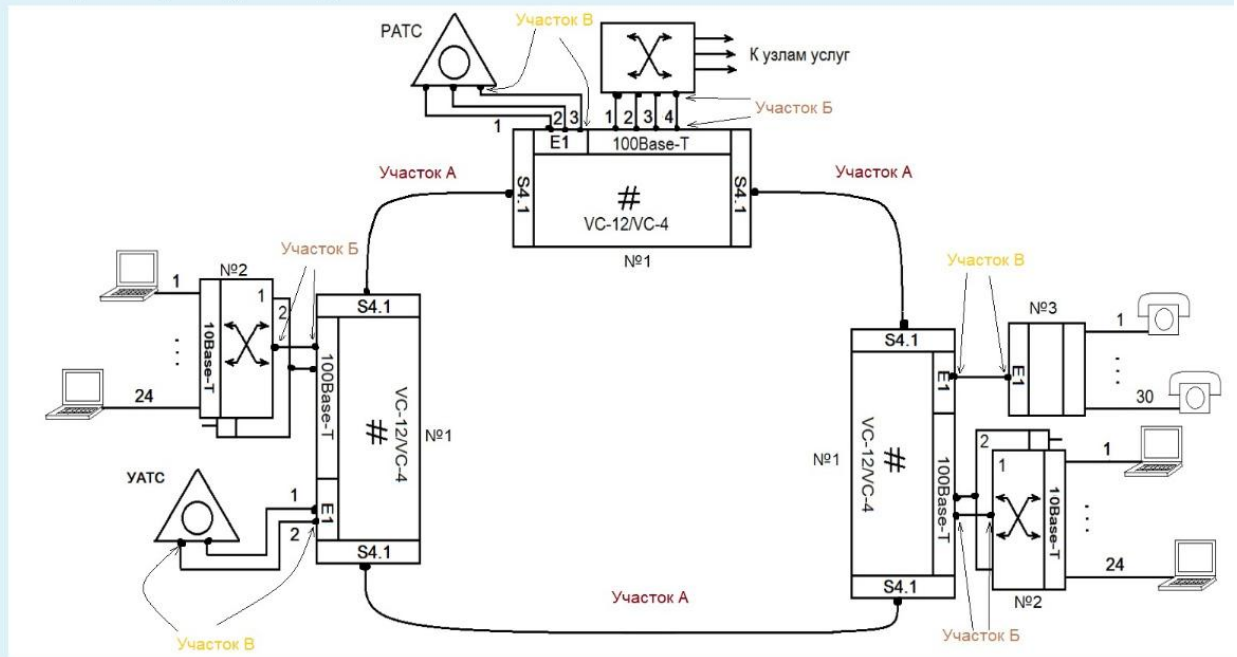 РАТС
Участок В
К узлам услуг
Участок Б
1
2
3
1
2
3
4
E1
100Base-T
S4.1
#
VC-12/VC-4
S4.1
№1
Участок А
Участок А
Участок Б
№2
1
24
. . .
10Base-T
1
2
S4.1
100Base-T
#
VC-12/VC-4
E1
S4.1
№1
УАТС
1
2
Участок В
Участок В
№3
S4.1
E1
100Base-T
#
VC-12/VC-4
S4.1
№1
E1
1
. . .
30
2
1
10Base-T
1
. . .
24
№2
Участок А
Участок Б